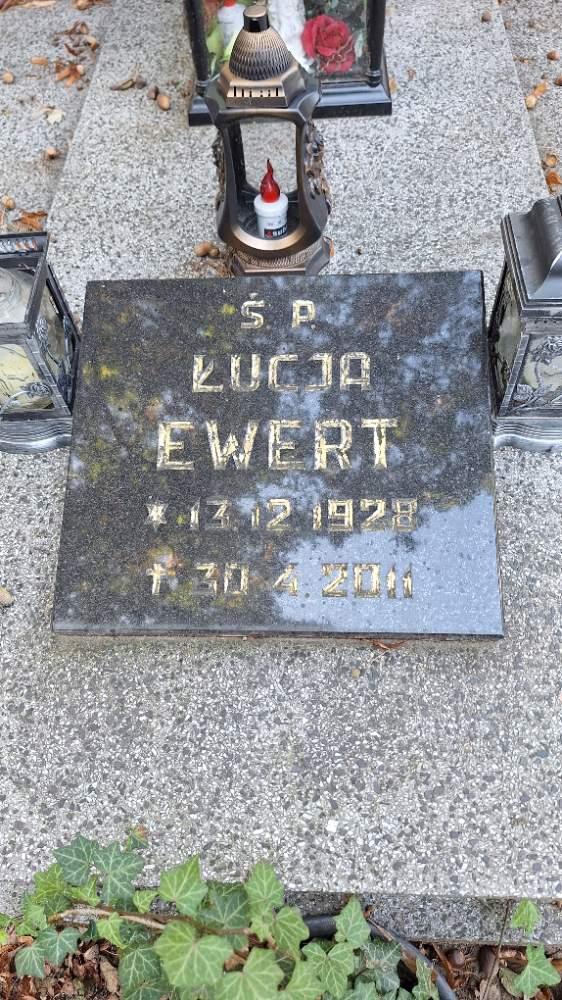 Ś. P.
ŁUCJA
EWERT
* 13 12 1928
† 30. 4. 2011